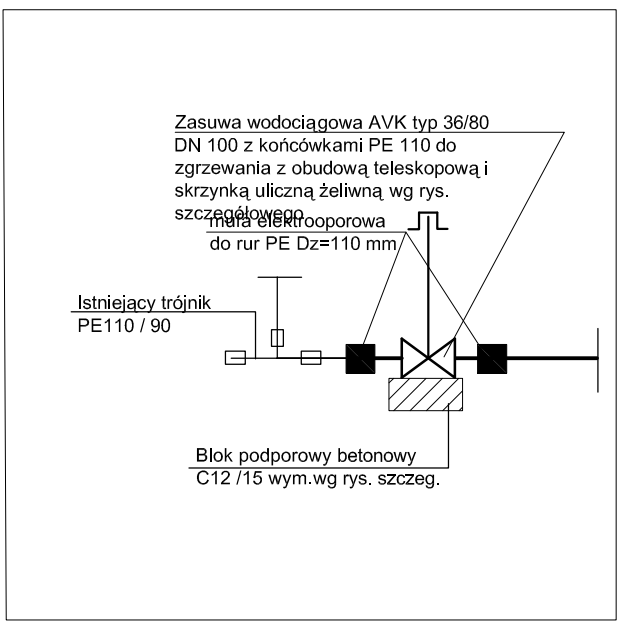 Zasuwa wodociągowa AVK typ 36/80
DN 100 z końcówkami PE 110 do
zgrzewania z obudową teleskopową i
skrzynką uliczną żeliwną wg rys.
szczegółowego
mufa elektrooporowa
do rur PE Dz=110 mm
Istniejący trójnik
PE110 / 90
Blok podporowy betonowy
C12 /15 wym.wg rys. szczeg.